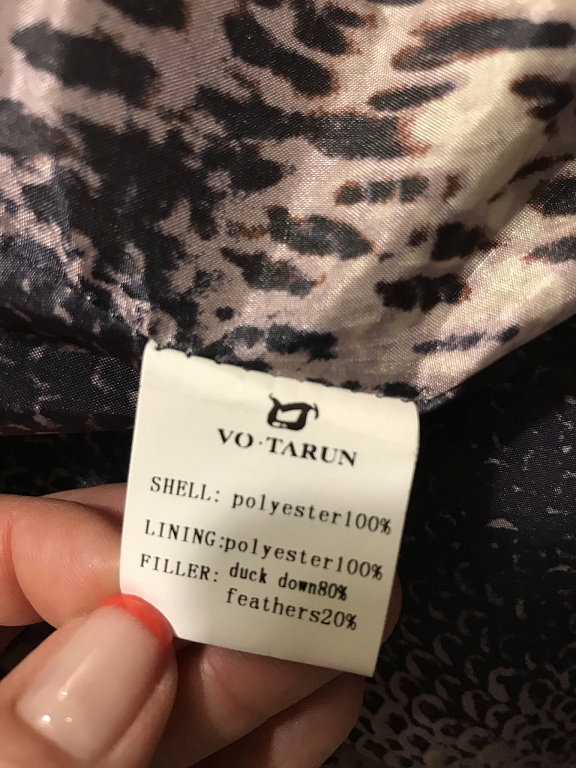 VO·TARUN
SHELL: polyester100%
LINING:polyester100%
FILLER: duck down80%
feathers20%